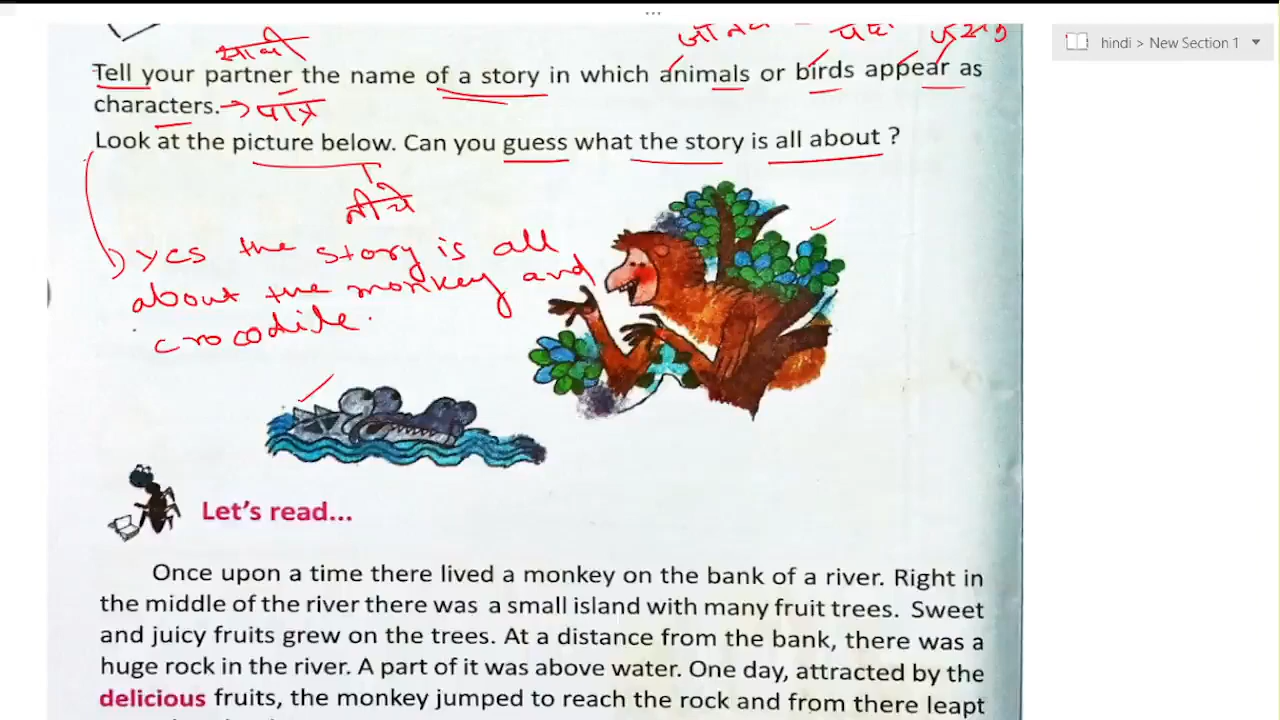 hindi > New Section 1
साथी
Tell your partner the name of a story in which animals or birds appear as
characters. → पात्र
Look at the picture below. Can you guess what the story is all about ?
नीचे
Yes the story is all
about the monkey and
crocodile.
Let's read...
Once upon a time there lived a monkey on the bank of a river. Right in
the middle of the river there was a small island with many fruit trees. Sweet
and juicy fruits grew on the trees. At a distance from the bank, there was a
huge rock in the river. A part of it was above water. One day, attracted by the
delicious fruits, the monkey jumped to reach the rock and from there leapt